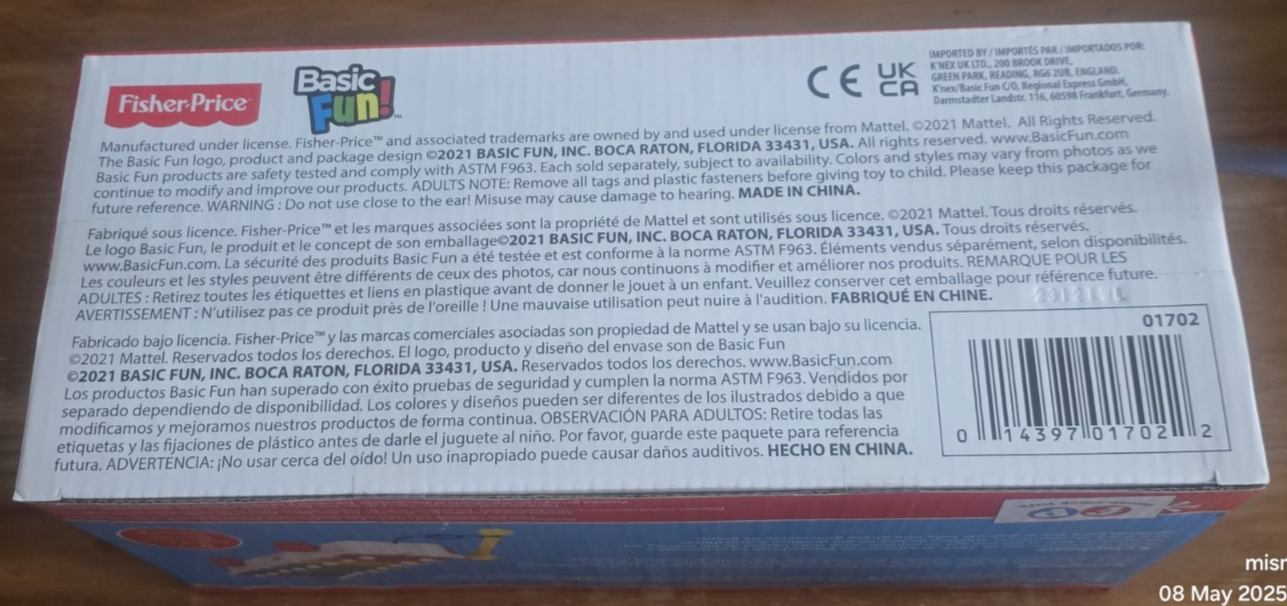 Fisher-Price
Basic
Fun!™
CE UK
CA
IMPORTED BY / IMPORTÉS PAR / IMPORTADOS POR:
K'NEX UK LTD., 200 BROOK DRIVE,
GREEN PARK, READING, RG6 2UB, ENGLAND.
K'nex/Basic Fun C/O, Regional Express GmbH,
Darmstadter Landstr. 116, 60598 Frankfurt, Germany.
Manufactured under license. Fisher-Price™ and associated trademarks are owned by and used under license from Mattel. ©2021 Mattel. All Rights Reserved.
The Basic Fun logo, product and package design ©2021 BASIC FUN, INC. BOCA RATON, FLORIDA 33431, USA. All rights reserved. www.BasicFun.com
Basic Fun products are safety tested and comply with ASTM F963. Each sold separately, subject to availability. Colors and styles may vary from photos as we
continue to modify and improve our products. ADULTS NOTE: Remove all tags and plastic fasteners before giving toy to child. Please keep this package for
future reference. WARNING : Do not use close to the ear! Misuse may cause damage to hearing. MADE IN CHINA.
Fabriqué sous licence. Fisher-Price™ et les marques associées sont la propriété de Mattel et sont utilisés sous licence. ©2021 Mattel. Tous droits réservés.
Le logo Basic Fun, le produit et le concept de son emballage©2021 BASIC FUN, INC. BOCA RATON, FLORIDA 33431, USA. Tous droits réservés.
www.BasicFun.com. La sécurité des produits Basic Fun a été testée et est conforme à la norme ASTM F963. Éléments vendus séparément, selon disponibilités.
Les couleurs et les styles peuvent être différents de ceux des photos, car nous continuons à modifier et améliorer nos produits. REMARQUE POUR LES
ADULTES : Retirez toutes les étiquettes et liens en plastique avant de donner le jouet à un enfant. Veuillez conserver cet emballage pour référence future.
AVERTISSEMENT : N'utilisez pas ce produit près de l'oreille ! Une mauvaise utilisation peut nuire à l'audition. FABRIQUÉ EN CHINE.
Fabricado bajo licencia. Fisher-Price™ y las marcas comerciales asociadas son propiedad de Mattel y se usan bajo su licencia.
©2021 Mattel. Reservados todos los derechos. El logo, producto y diseño del envase son de Basic Fun
©2021 BASIC FUN, INC. BOCA RATON, FLORIDA 33431, USA. Reservados todos los derechos. www.BasicFun.com
Los productos Basic Fun han superado con éxito pruebas de seguridad y cumplen la norma ASTM F963. Vendidos por
separado dependiendo de disponibilidad. Los colores y diseños pueden ser diferentes de los ilustrados debido a que
modificamos y mejoramos nuestros productos de forma continua. OBSERVACIÓN PARA ADULTOS: Retire todas las
etiquetas y las fijaciones de plástico antes de darle el juguete al niño. Por favor, guarde este paquete para referencia
futura. ADVERTENCIA: ¡No usar cerca del oído! Un uso inapropiado puede causar daños auditivos. HECHO EN CHINA.
01702
0 14397 01702 2
misr
08 May 2025